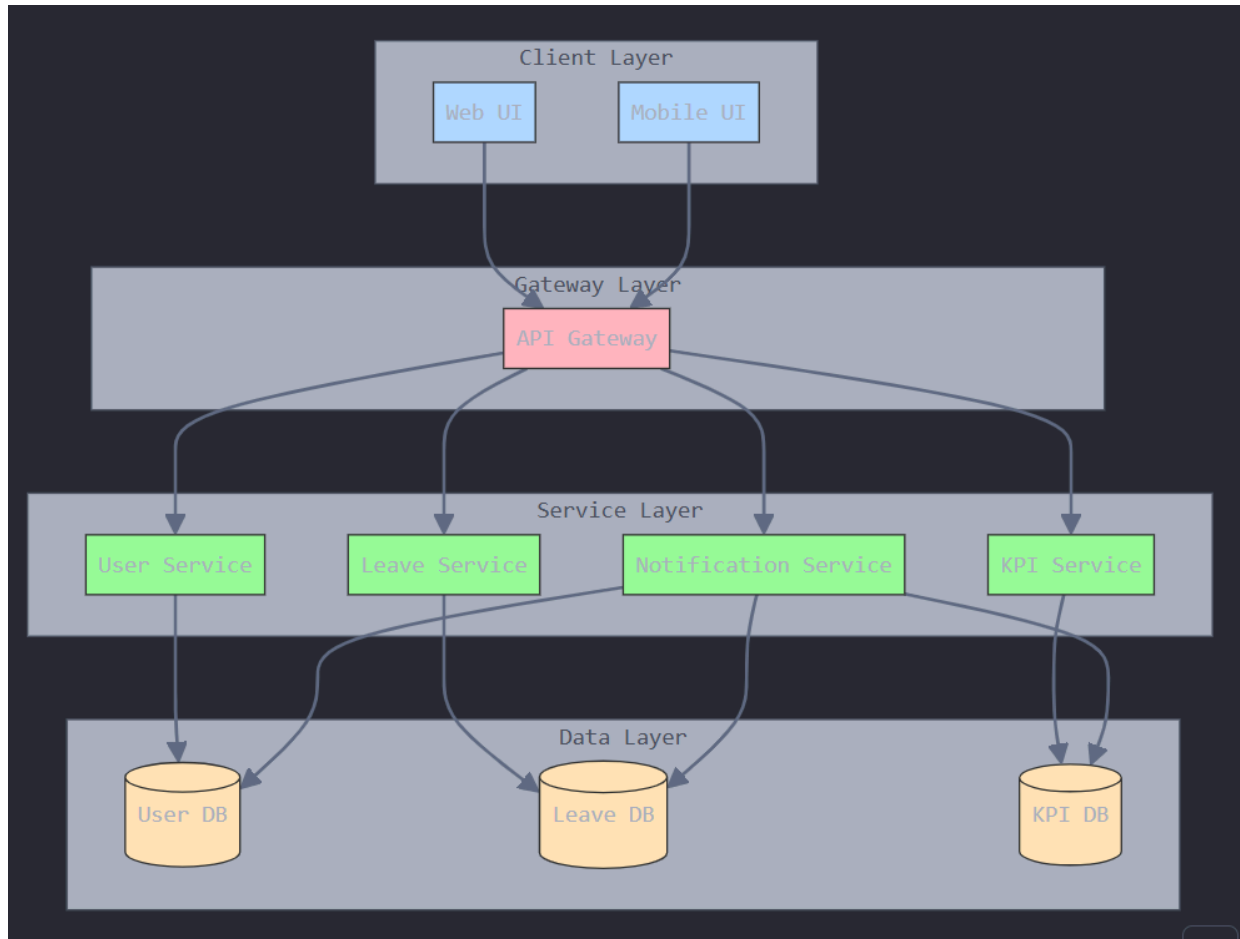 Client Layer
Web UI
Mobile UI
Gateway Layer
API Gateway
Service Layer
User Service
Leave Service
Notification Service
KPI Service
Data Layer
User DB
Leave DB
KPI DB